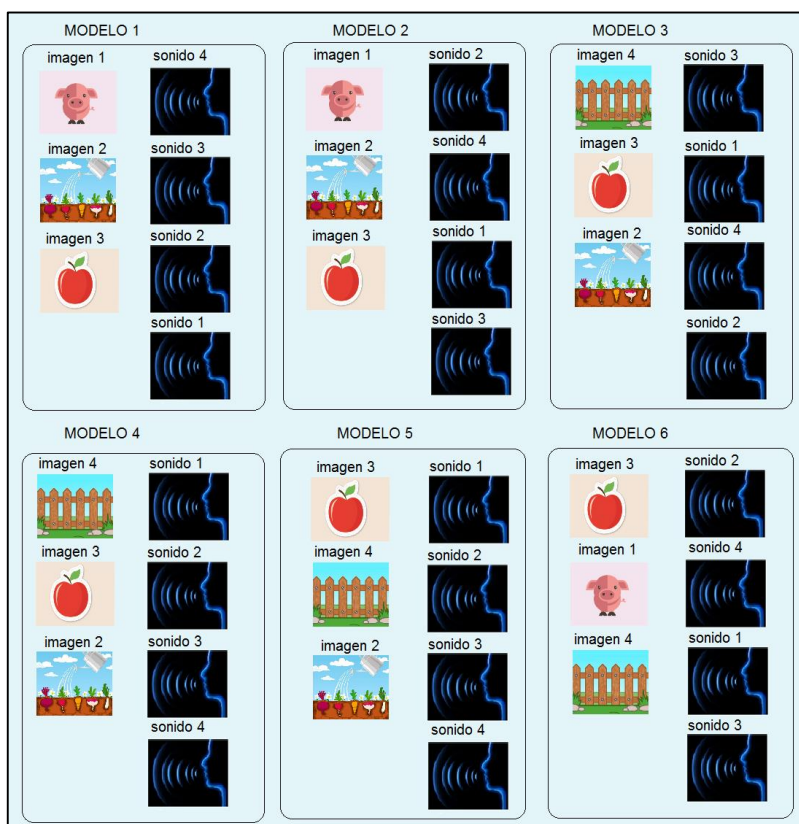 MODELO 1
imagen 1 sonido 4
imagen 2 sonido 3
imagen 3 sonido 2
sonido 1
MODELO 2
imagen 1 sonido 2
imagen 2 sonido 4
imagen 3 sonido 1
sonido 3
MODELO 3
imagen 4 sonido 3
imagen 3 sonido 1
imagen 2 sonido 4
sonido 2
MODELO 4
imagen 4 sonido 1
imagen 3 sonido 2
imagen 2 sonido 3
sonido 4
MODELO 5
imagen 3 sonido 1
imagen 4 sonido 2
imagen 2 sonido 3
sonido 4
MODELO 6
imagen 3 sonido 2
imagen 1 sonido 4
imagen 4 sonido 1
sonido 3